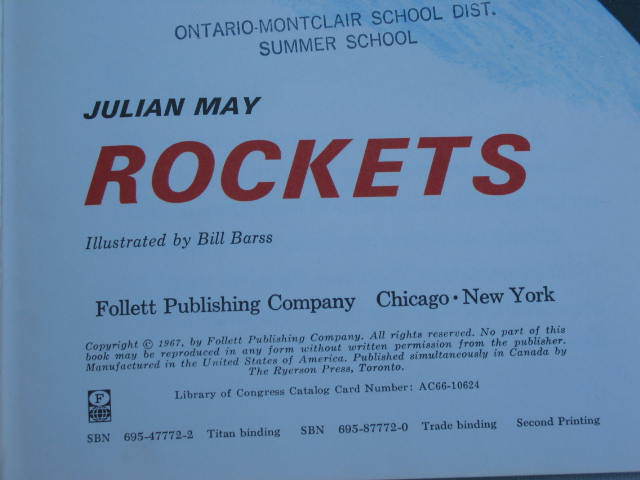 ONTARIO-MONTCLAIR SCHOOL DIST.
SUMMER SCHOOL
JULIAN MAY
ROCKETS
Illustrated by Bill Barss
Follett Publishing Company Chicago • New York
Copyright © 1967, by Follett Publishing Company. All rights reserved. No part of this
book may be reproduced in any form without written permission from the publisher.
Manufactured in the United States of America. Published simultaneously in Canada by
The Ryerson Press, Toronto.
Library of Congress Catalog Card Number: AC66-10624
F
SBN 695-47772-2 Titan binding SBN 695-87772-0 Trade binding Second Printing